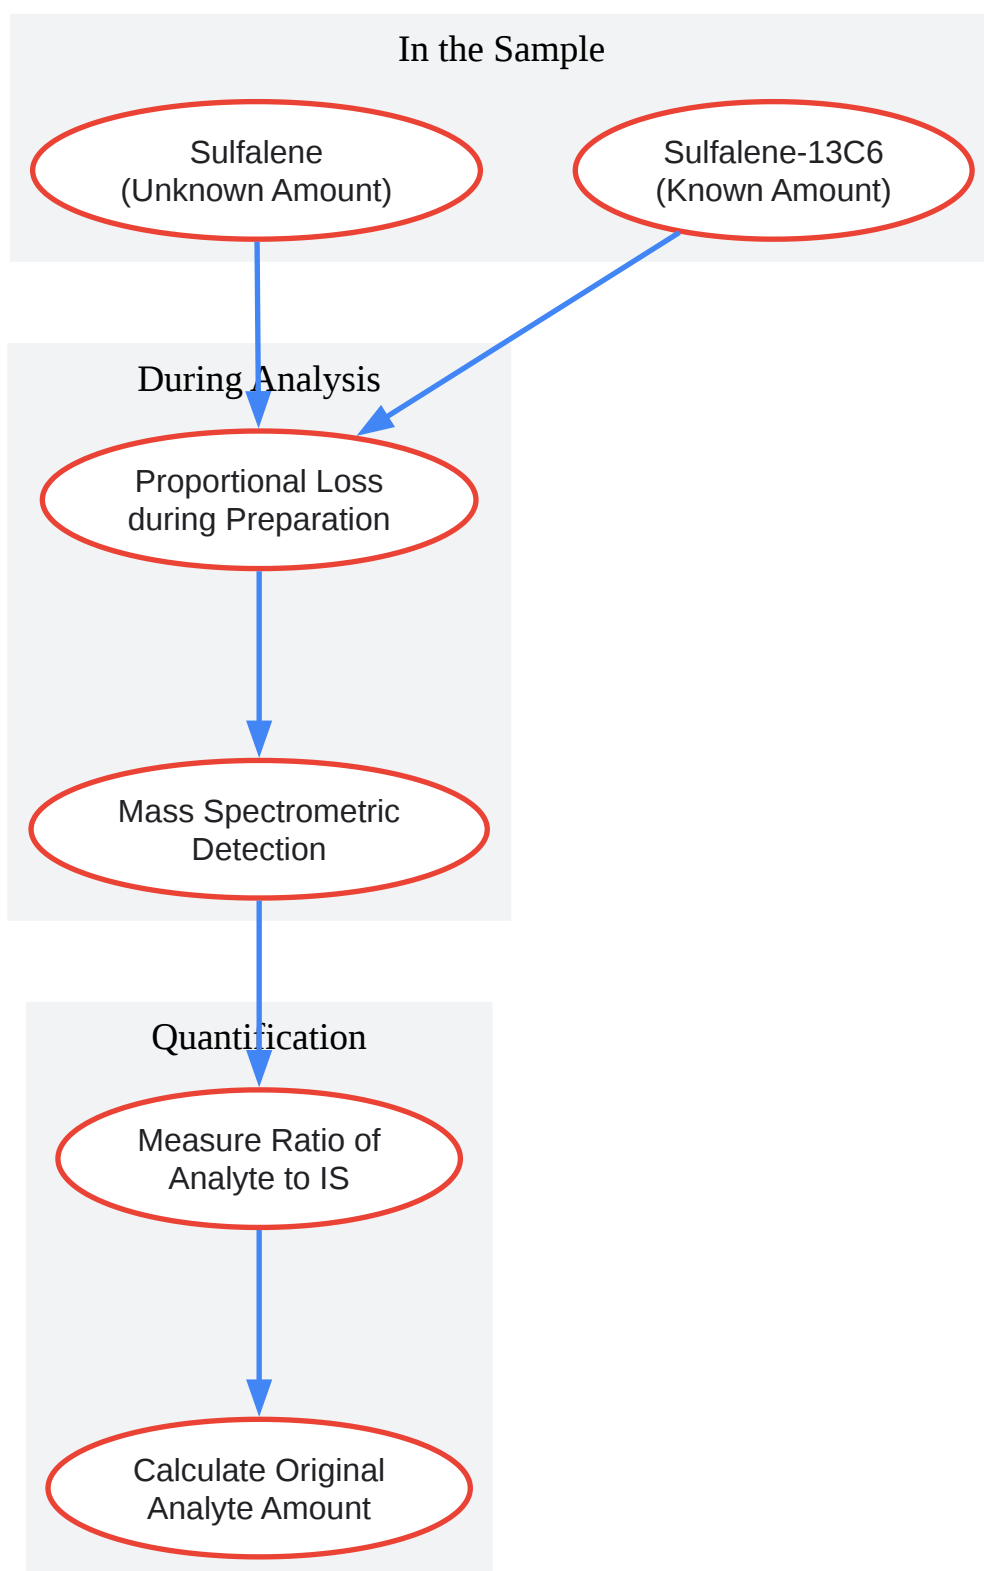 In the Sample
Sulfalene
(Unknown Amount)
Sulfalene-13C6
(Known Amount)
During Analysis
Proportional Loss
during Preparation
Mass Spectrometric
Detection
Quantification
Measure Ratio of
Analyte to IS
Calculate Original
Analyte Amount